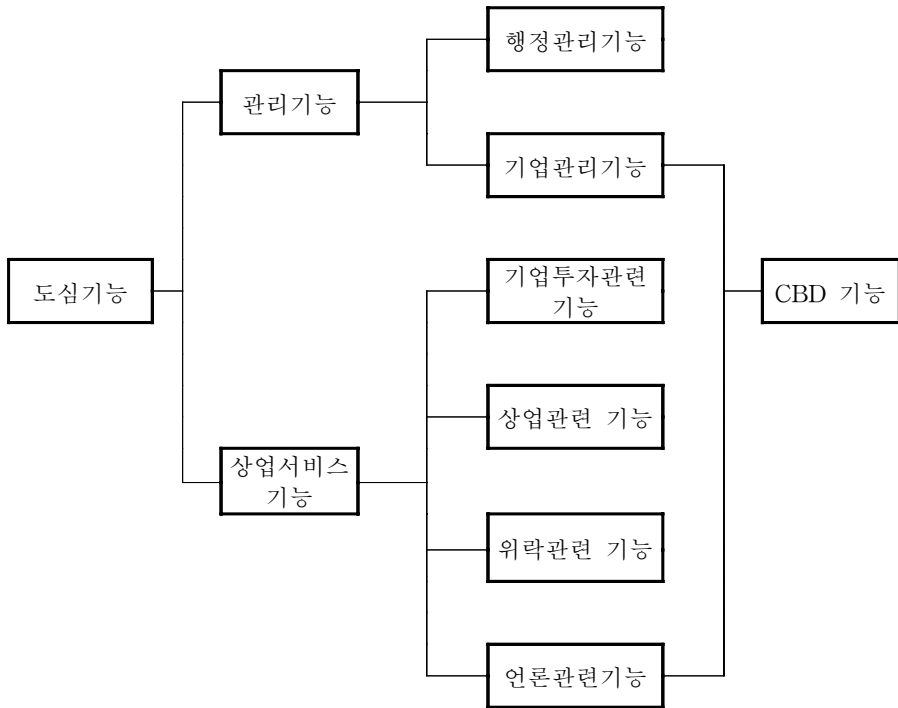 행정관리기능
관리기능
기업관리기능
도심기능
기업투자관련
기능
CBD 기능
상업관련 기능
상업서비스
기능
위락관련 기능
언론관련기능